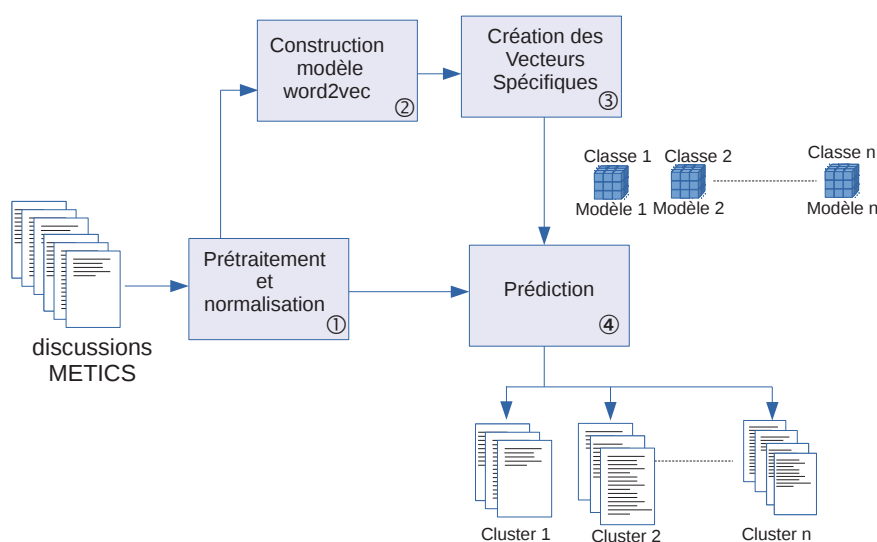 Construction
modèle
word2vec
②
Création des
Vecteurs
Spécifiques
③
Classe 1
Classe 2
Classe n
Modèle 1
Modèle 2
Modèle n
Prétraitement
et
normalisation
①
Prédiction
④
discussions
METICS
Cluster 1
Cluster 2
Cluster n